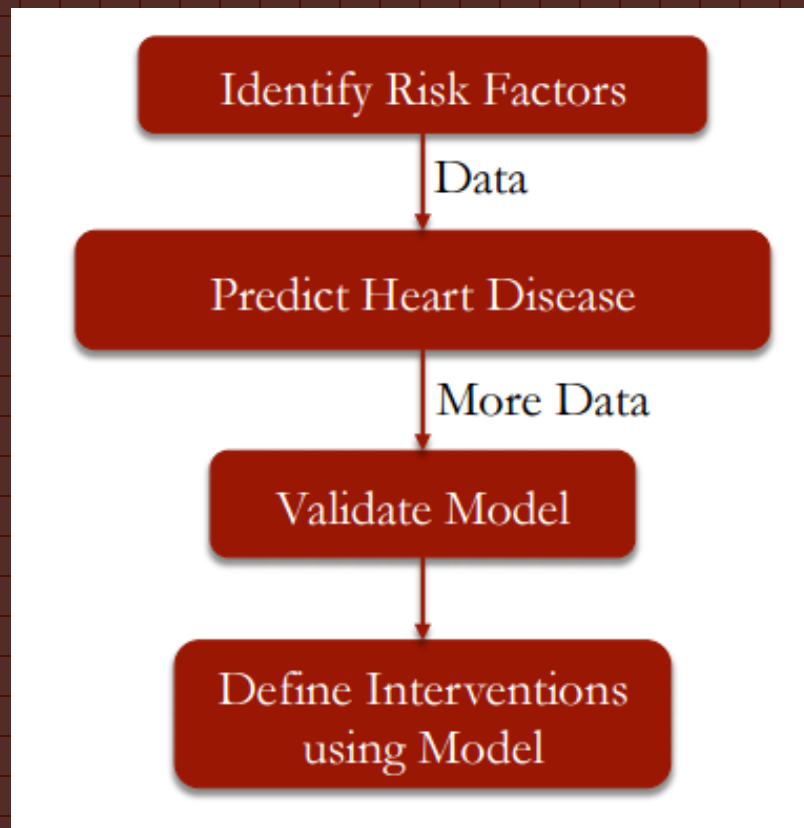 Identify Risk Factors
Data
Predict Heart Disease
More Data
Validate Model
Define Interventions
using Model